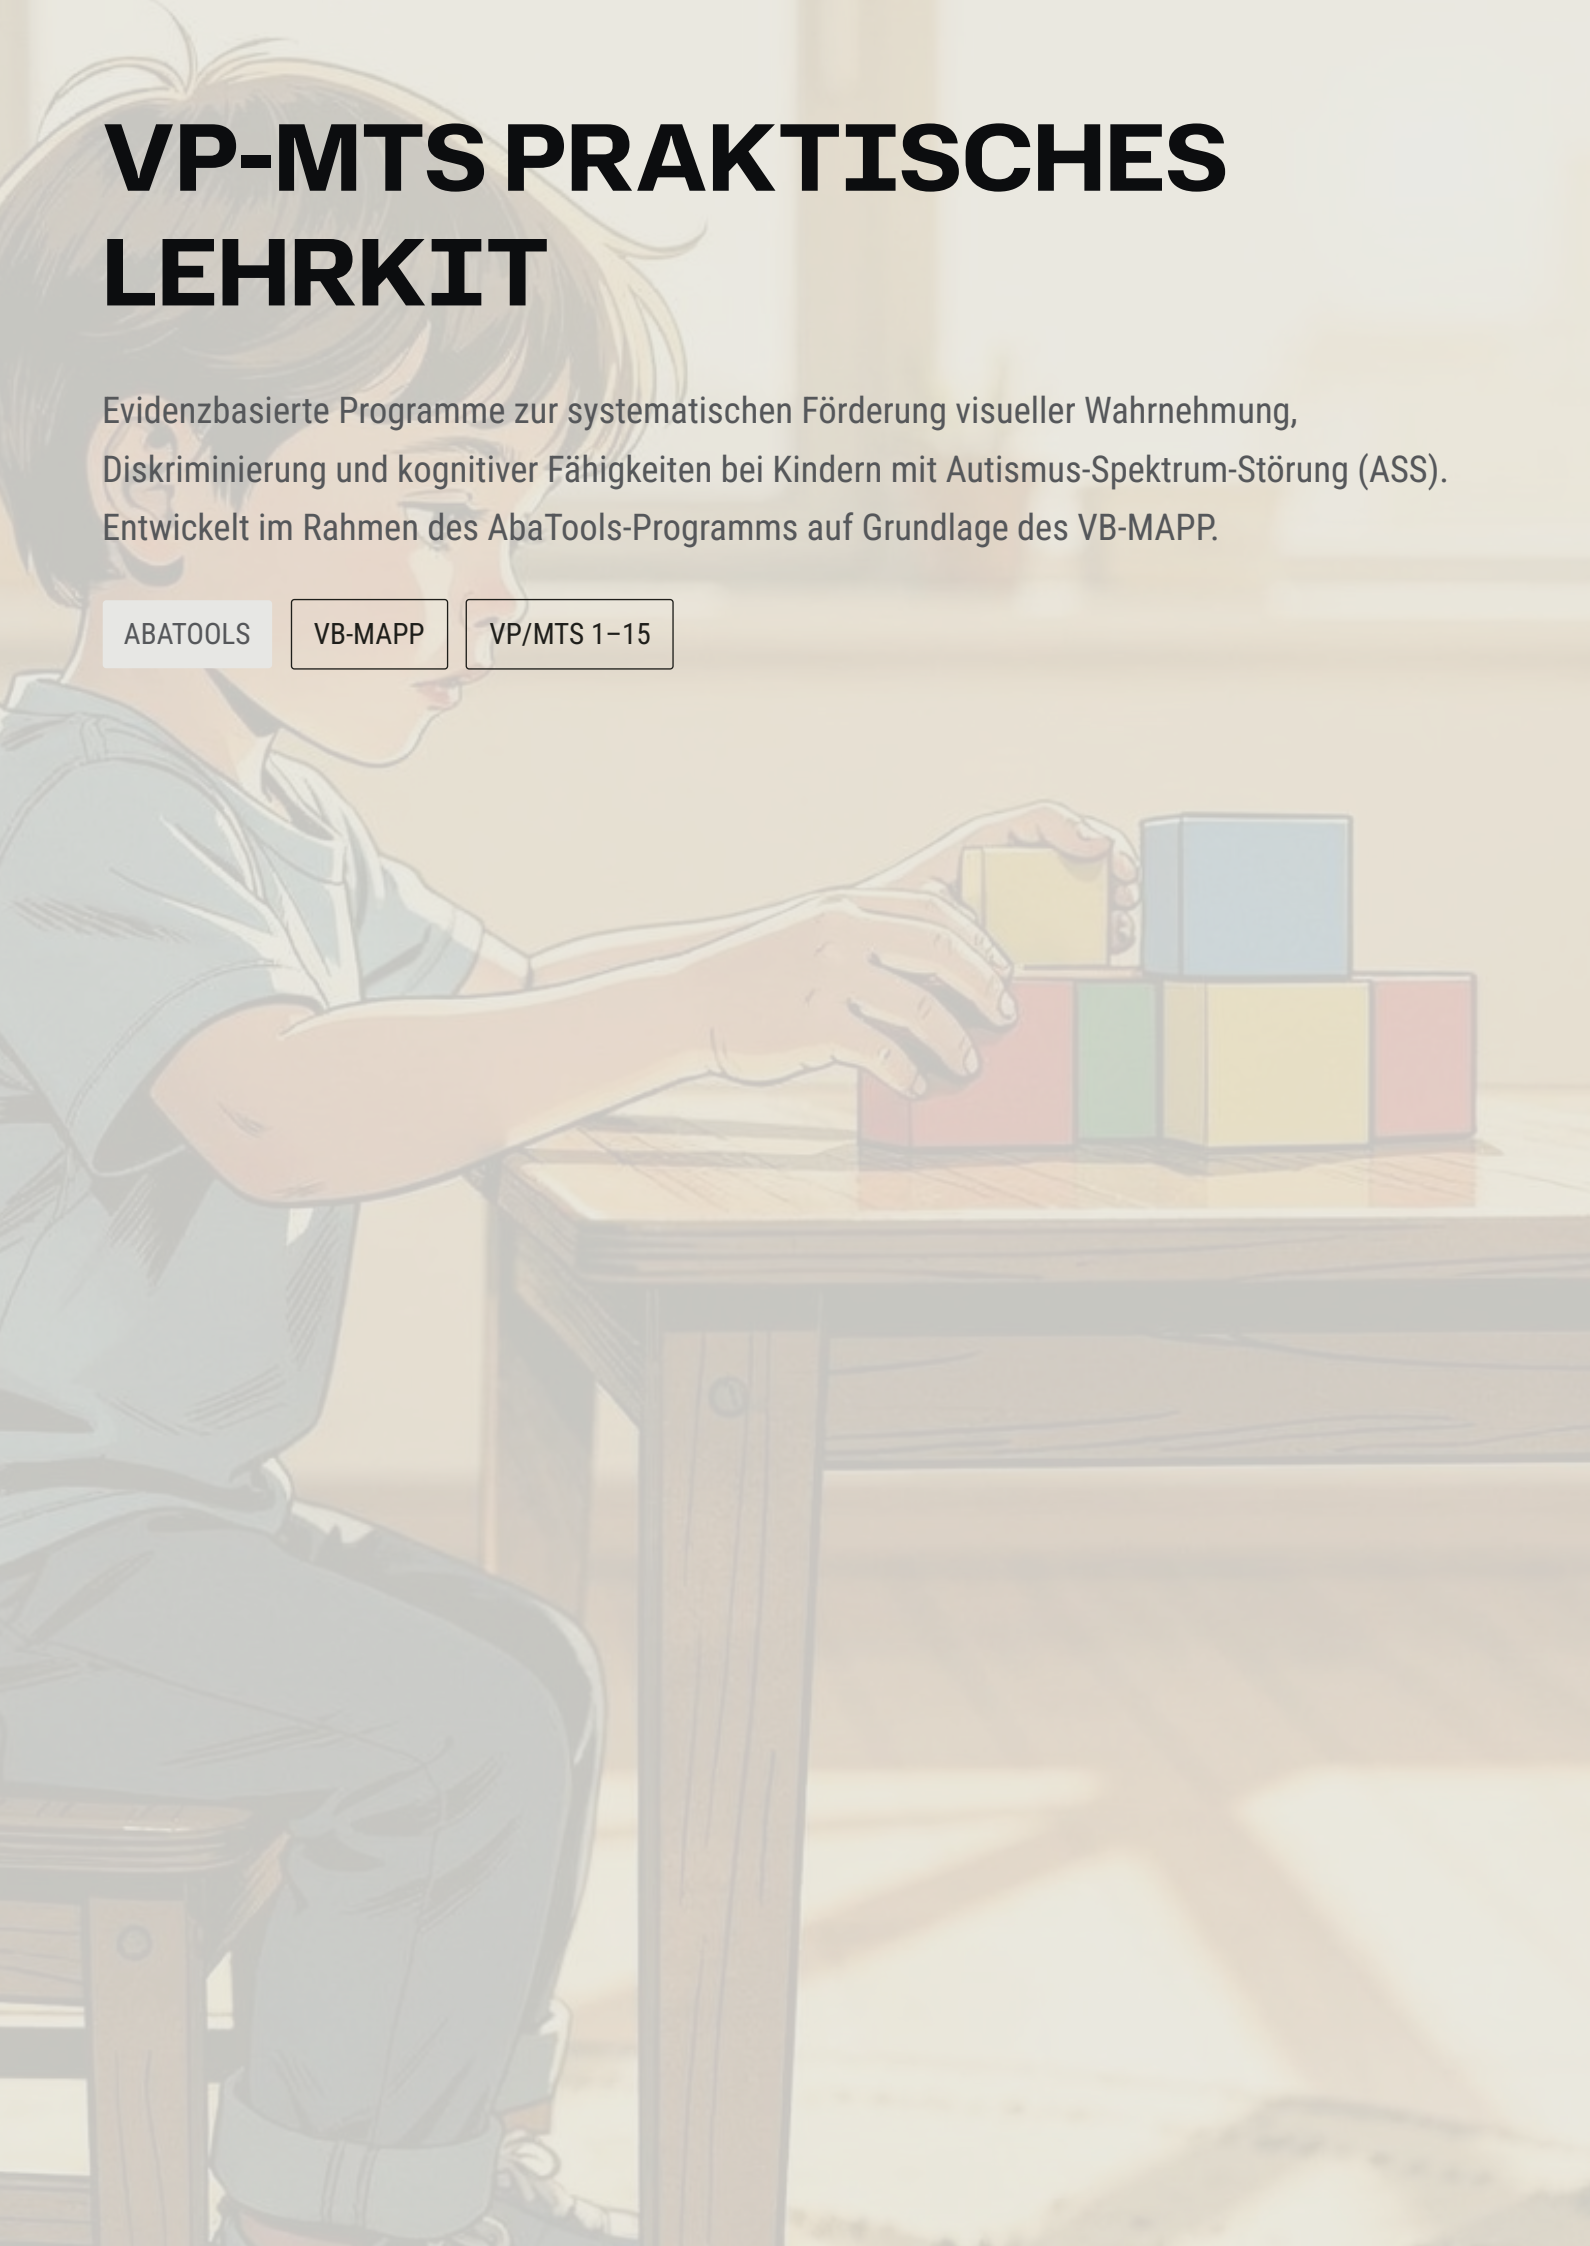 VP-MTS PRAKTISCHES
LEHRKIT
Evidenzbasierte Programme zur systematischen Förderung visueller Wahrnehmung,
Diskriminierung und kognitiver Fähigkeiten bei Kindern mit Autismus-Spektrum-Störung (ASS).
Entwickelt im Rahmen des AbaTools-Programms auf Grundlage des VB-MAPP.
ABATOOLS VB-MAPP VP/MTS 1–15